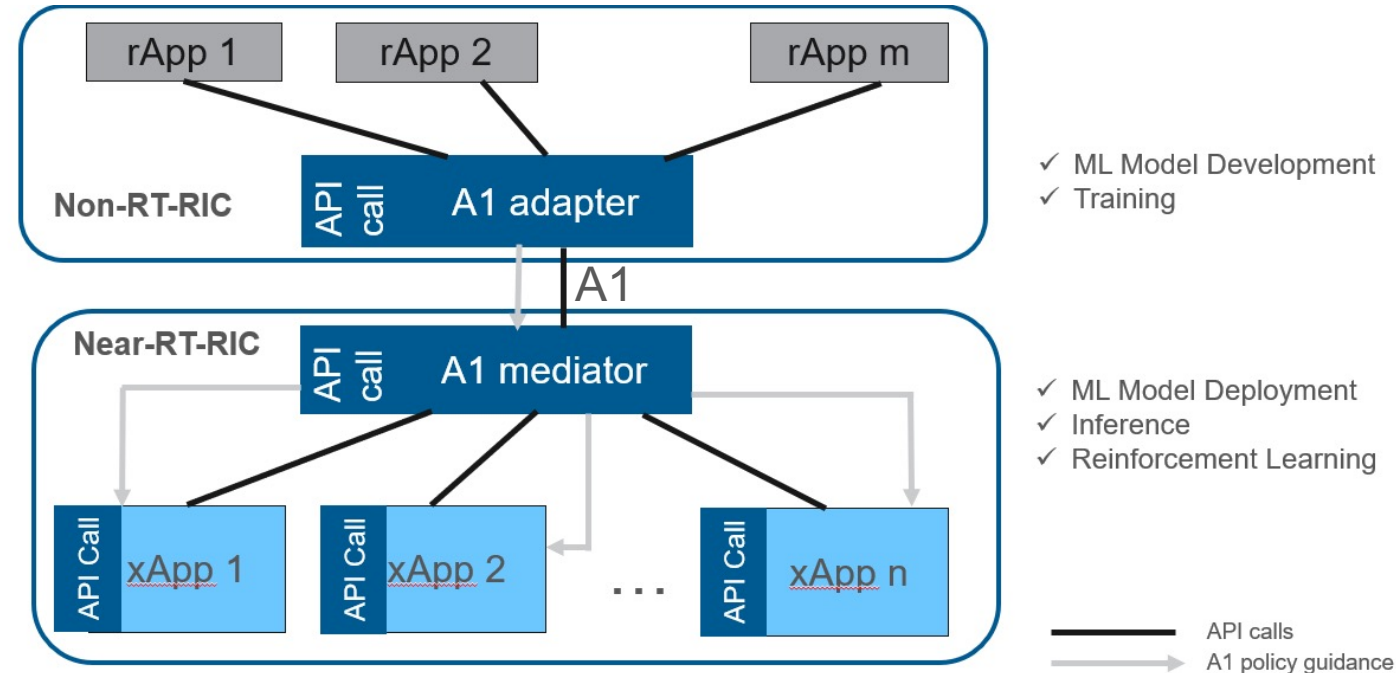 rApp 1
rApp 2
rApp m
API
call
A1 adapter
Non-RT-RIC
✓ ML Model Development
✓ Training
A1
Near-RT-RIC
API
call
A1 mediator
✓ ML Model Deployment
✓ Inference
✓ Reinforcement Learning
API Call
xApp 1
API Call
xApp 2
...
API Call
xApp n
API calls
A1 policy guidance